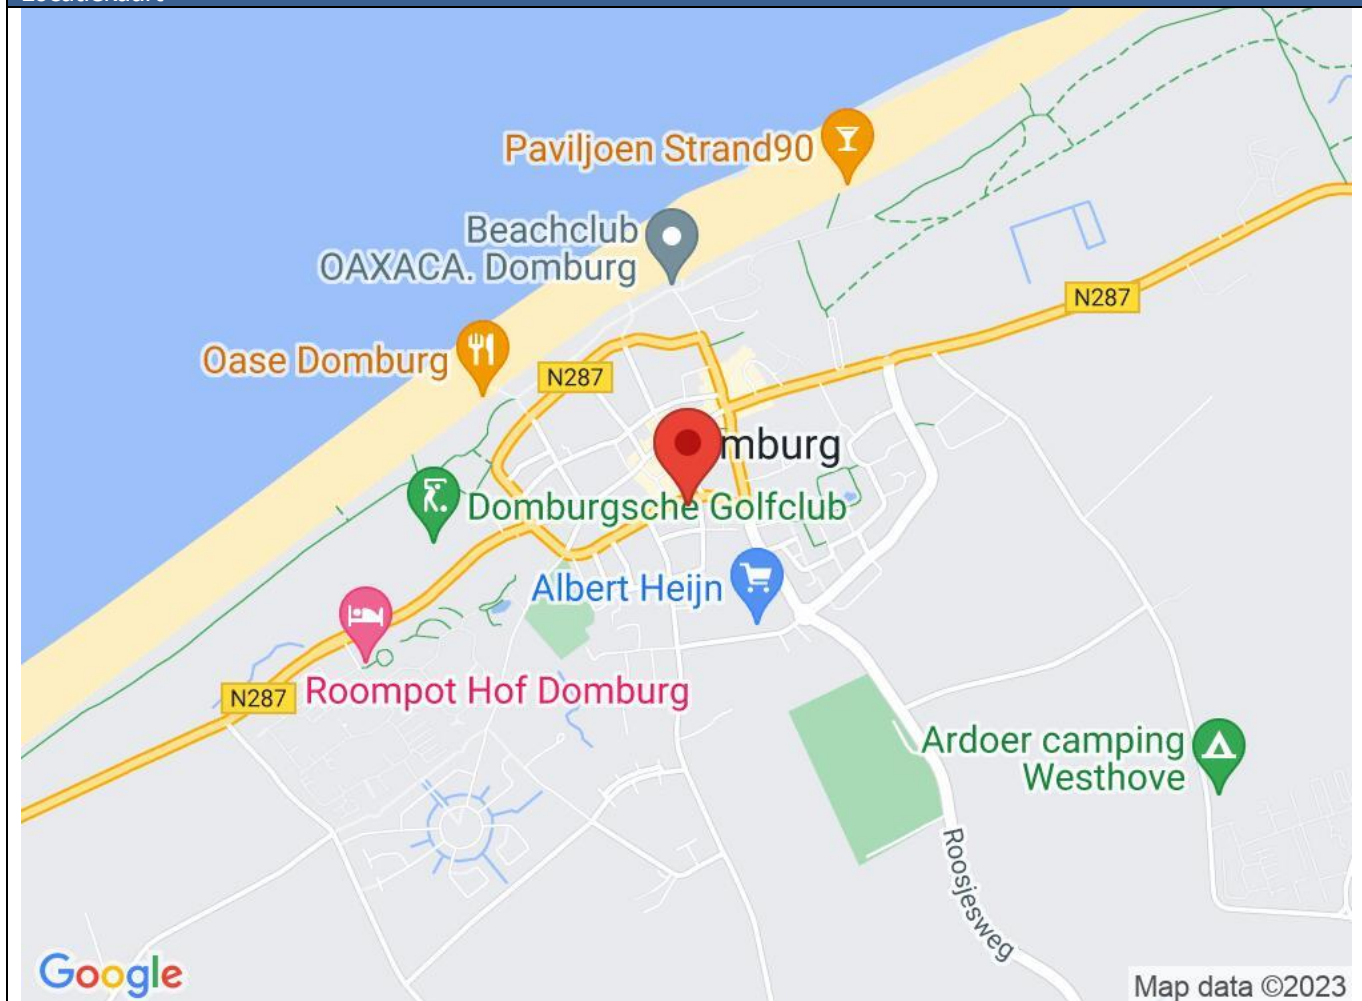 Paviljoen Strand90
Beachclub
OAXACA. Domburg
N287
Oase Domburg
N287
mburg
Domburgsche Golfclub
Albert Heijn
Roompot Hof Domburg
N287
Ardoer camping
Westhove
Roosjesweg
Google
Map data ©2023